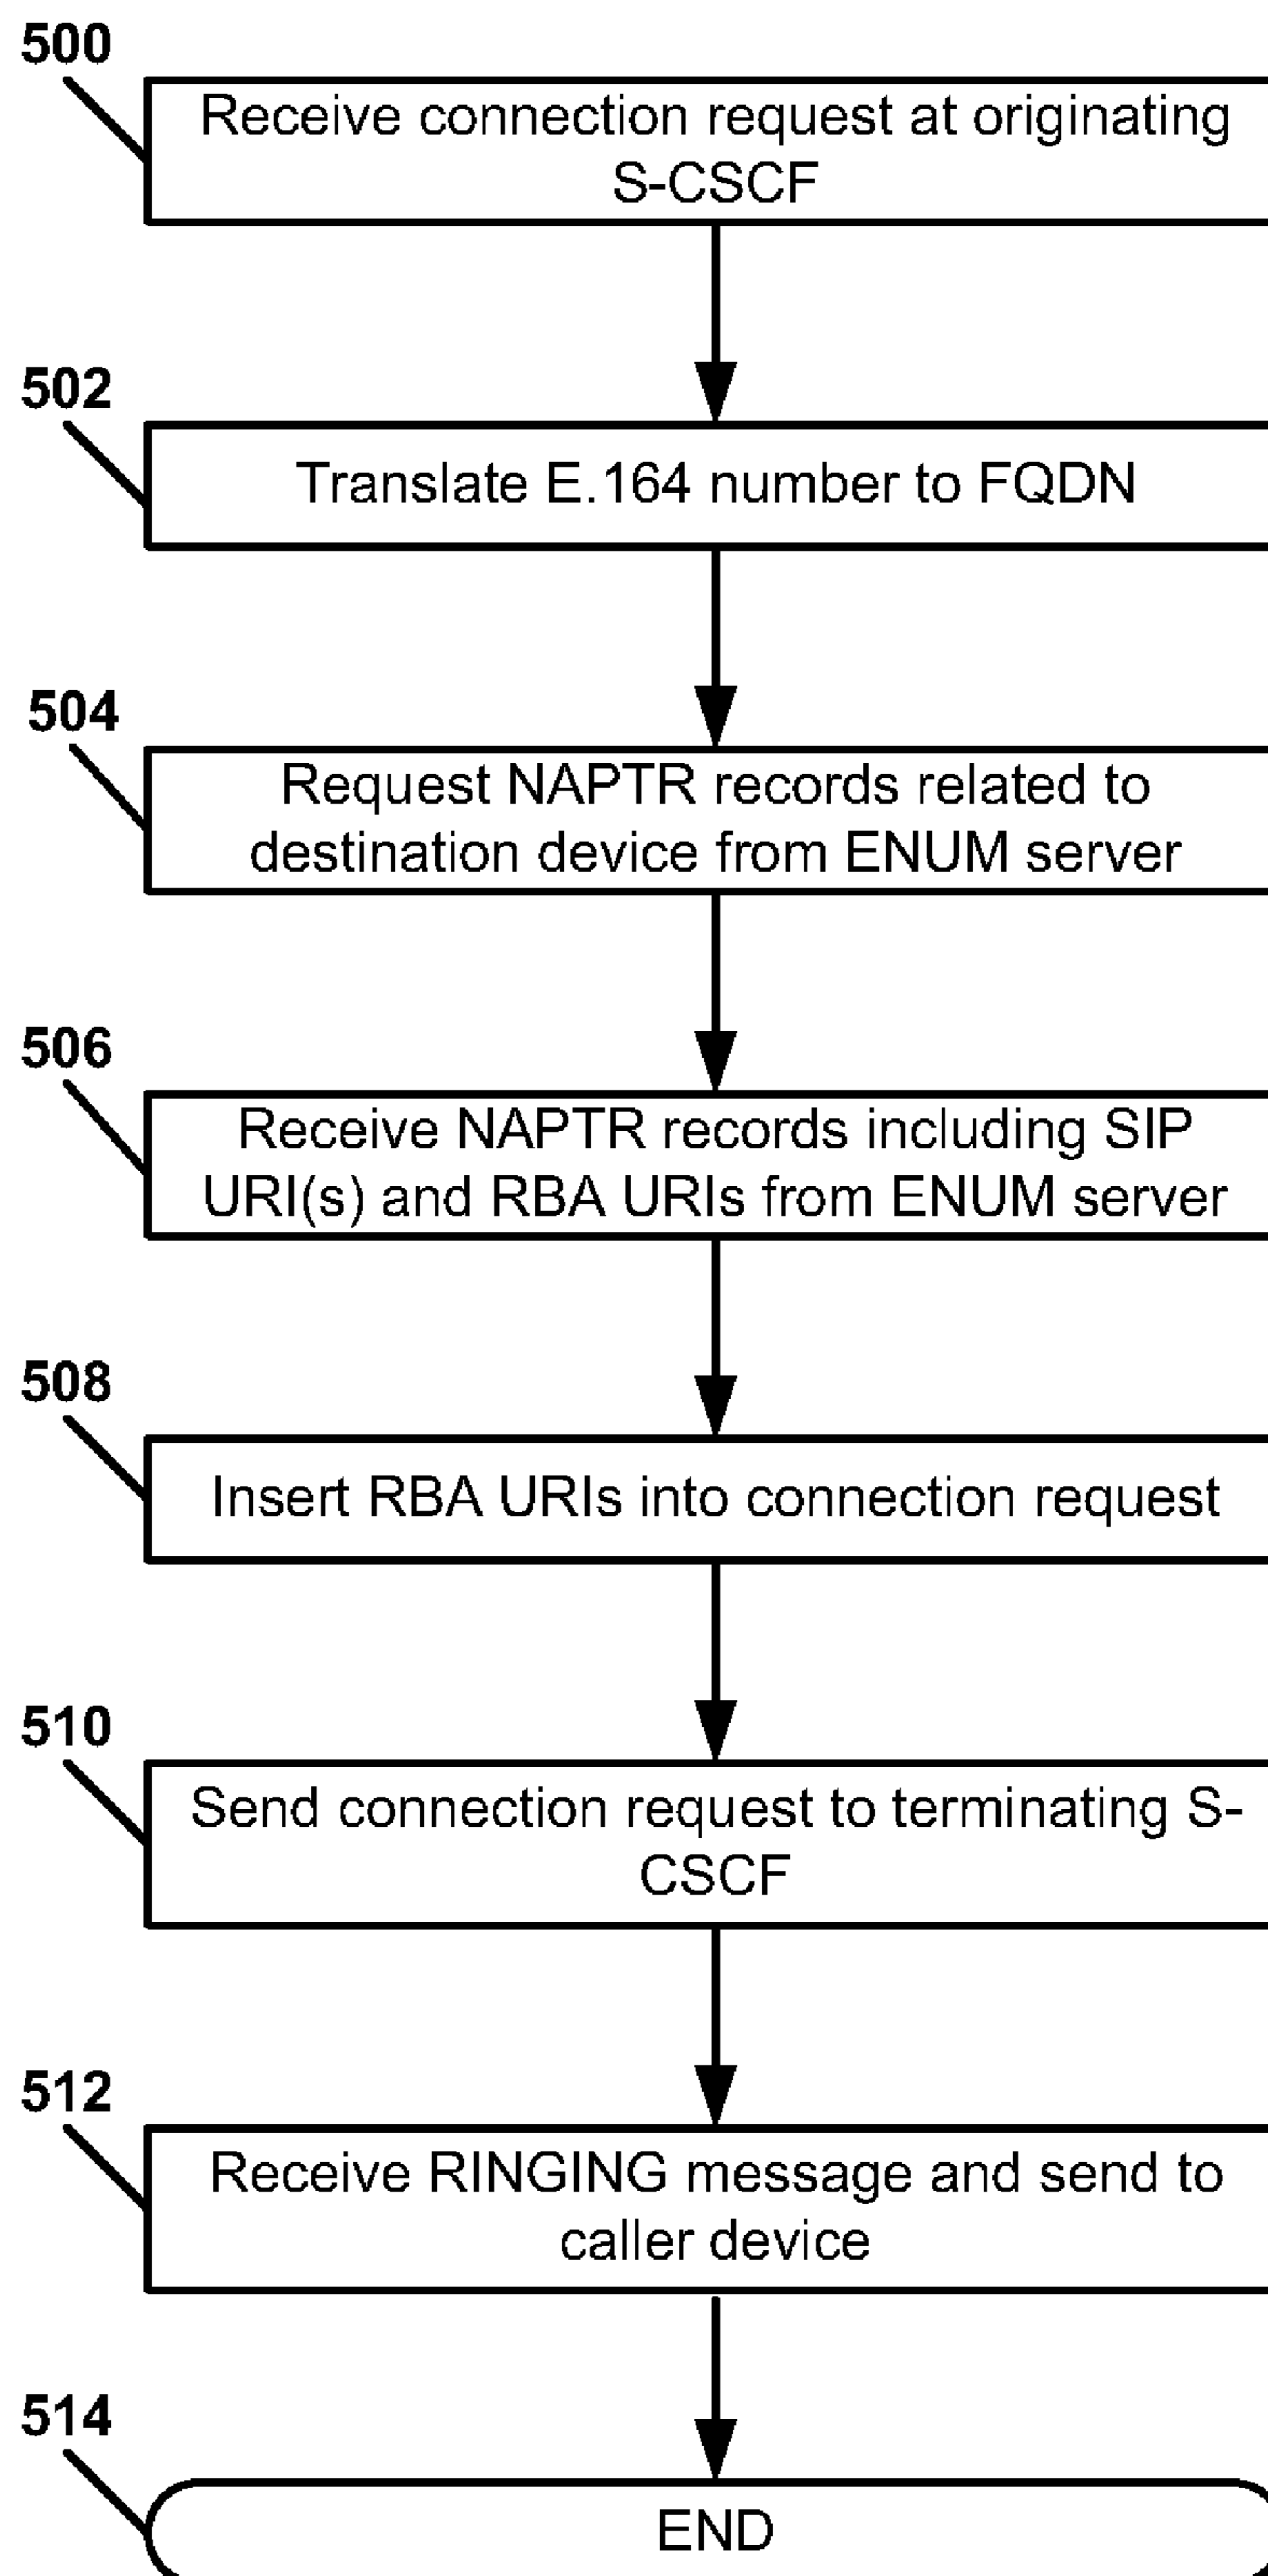 500
Receive connection request at originating
S-CSCF
502
Translate E.164 number to FQDN
504
Request NAPTR records related to
destination device from ENUM server
506
Receive NAPTR records including SIP
URI(s) and RBA URIs from ENUM server
508
Insert RBA URIs into connection request
510
Send connection request to terminating S-
CSCF
512
Receive RINGING message and send to
caller device
514
END